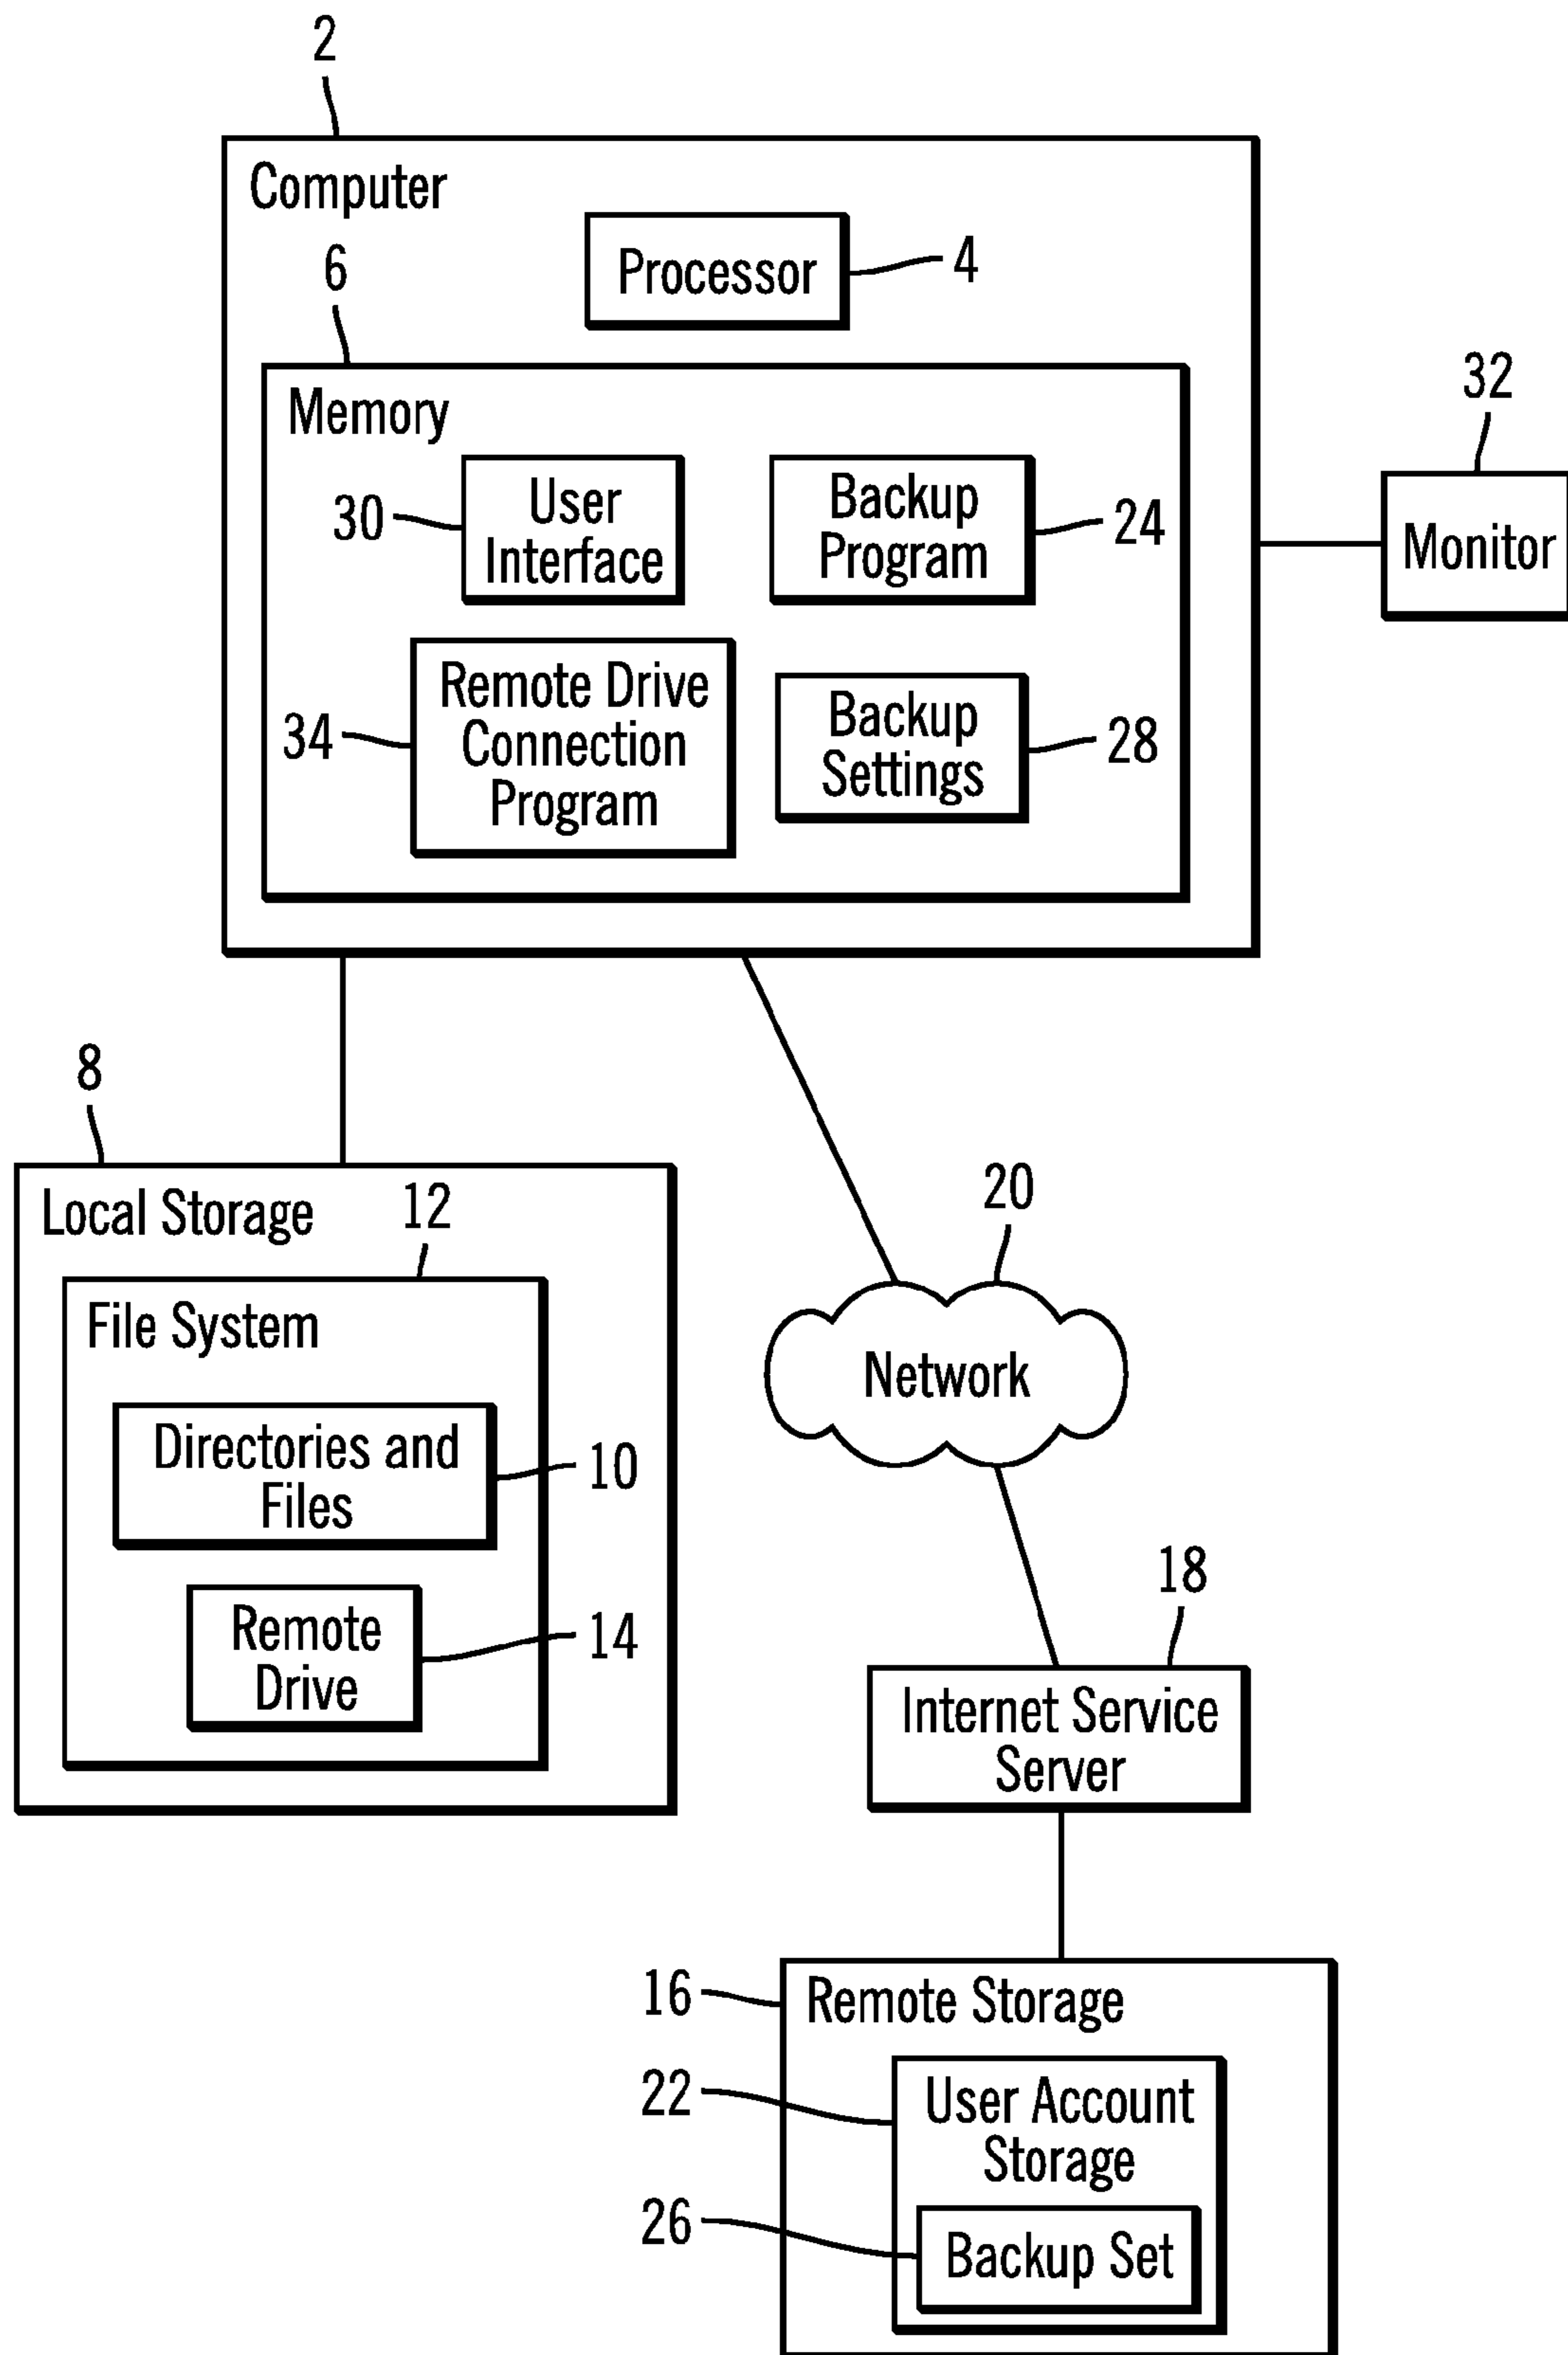 2
Computer
Processor
4
6
Memory
32
User
Interface
30
Backup
Program
24
Monitor
Remote Drive
Connection
Program
34
Backup
Settings
28
8
Local Storage
12
20
File System
Network
Directories and
Files
10
18
Remote
Drive
14
Internet Service
Server
16
Remote Storage
22
User Account
Storage
26
Backup Set